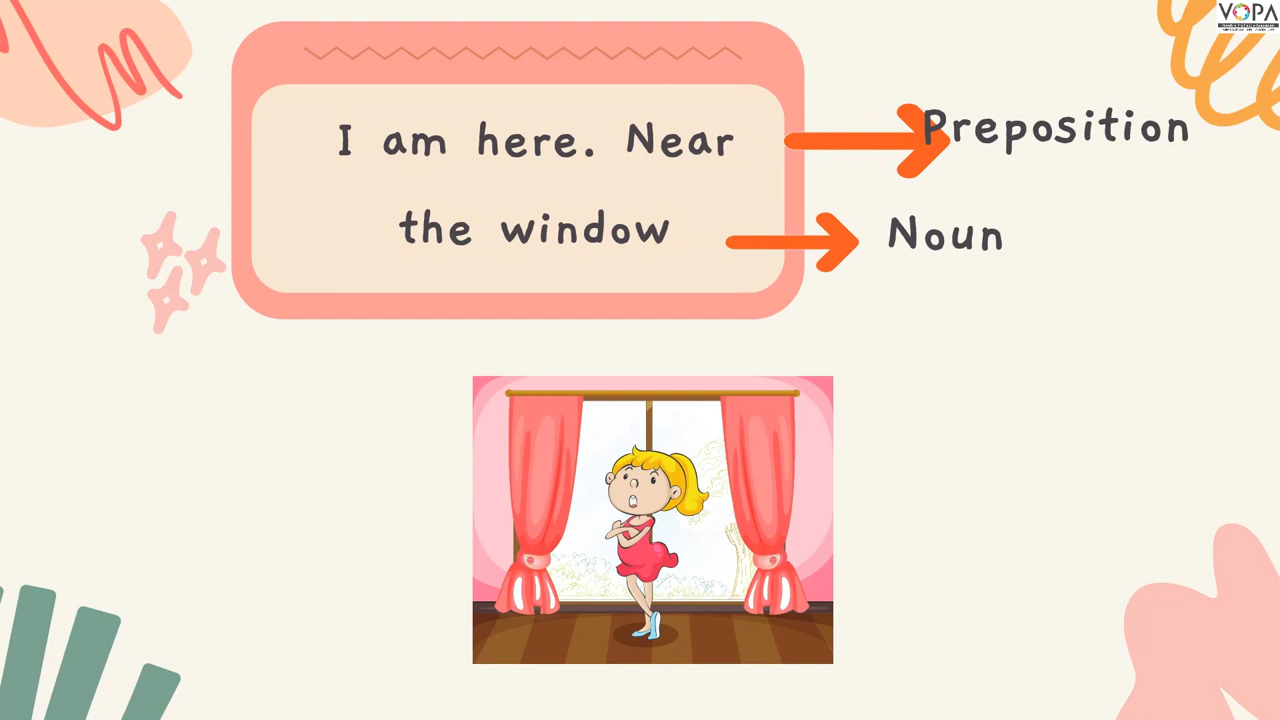 VOPA
I am here. Near
Preposition
the window
Noun